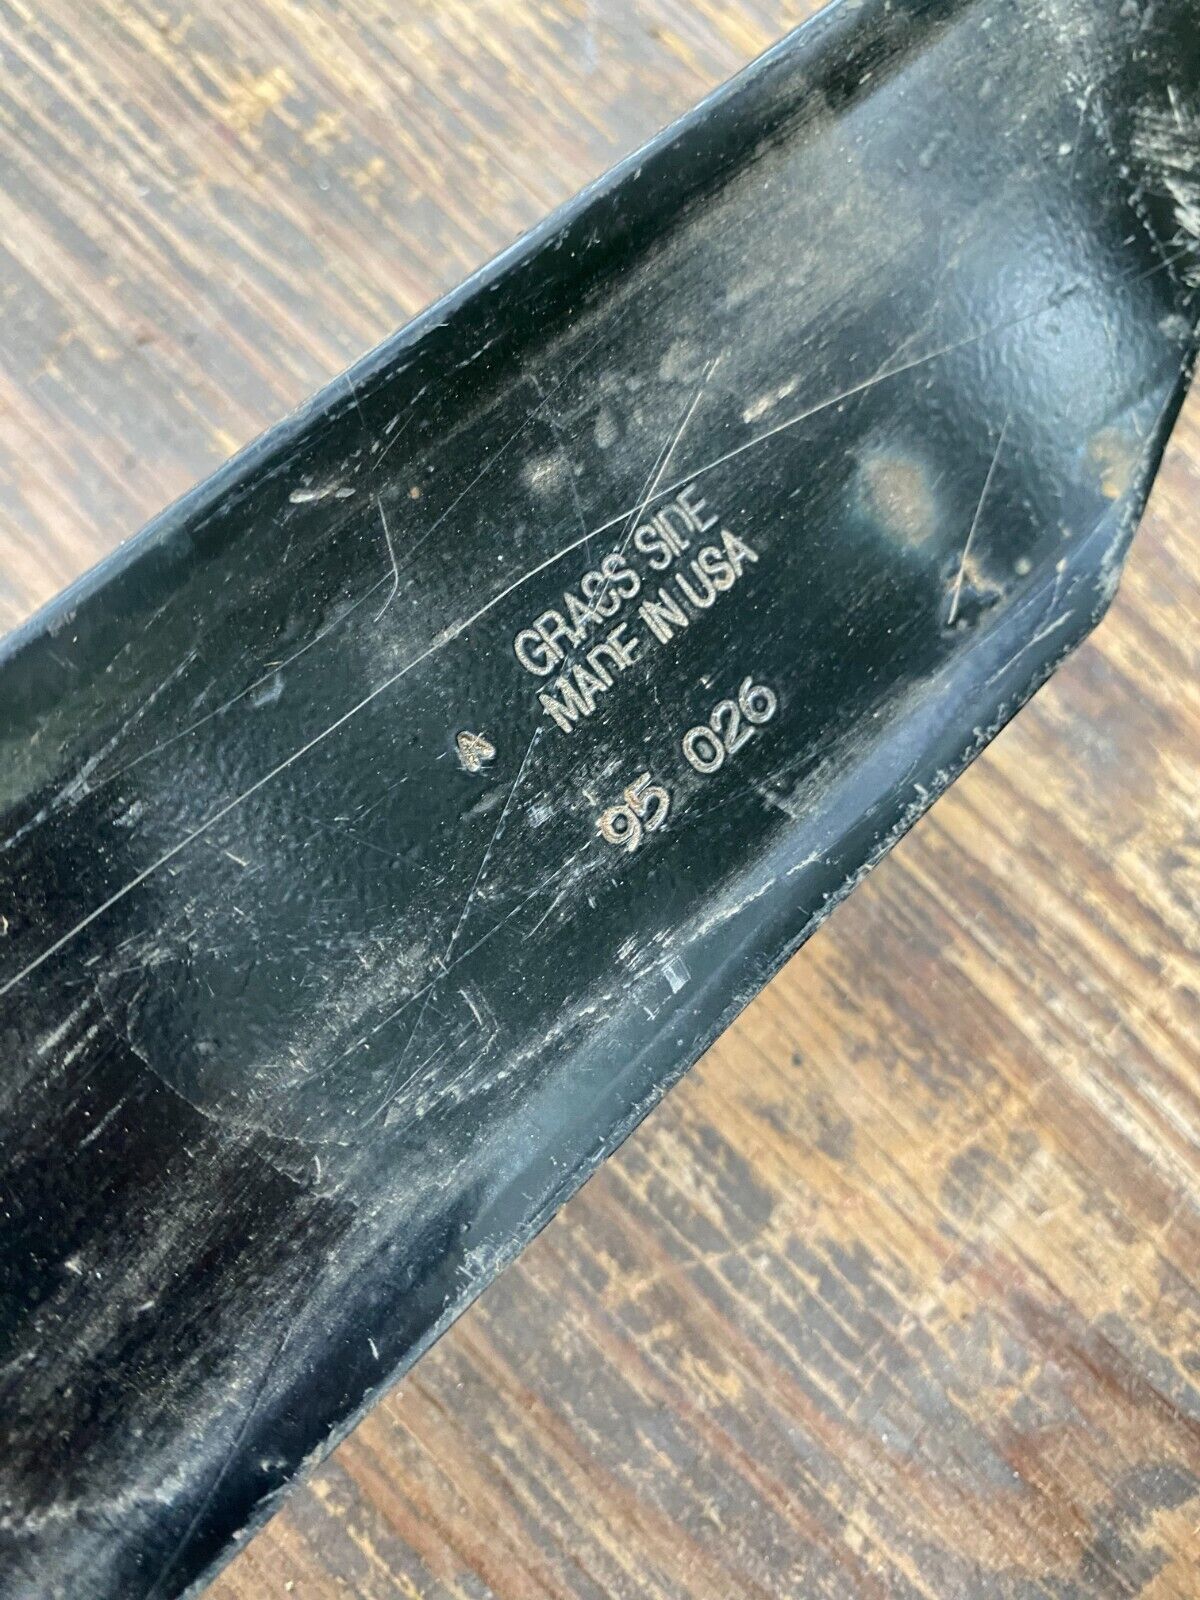 GRASS SIDE
MADE IN USA
A
95 026